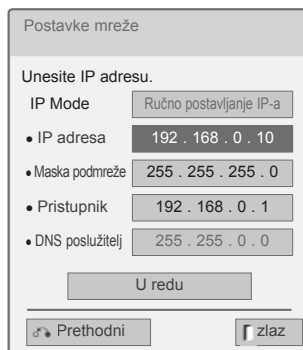 Postavke mreže
Unesite IP adresu.
IP Mode Ručno postavljanje IP-a
• IP adresa 192 . 168 . 0 . 10
• Maska podmreže 255 . 255 . 255 . 0
• Pristupnik 192 . 168 . 0 . 1
• DNS poslužitelj 255 . 255 . 0 . 0
U redu
Prethodni zlaz